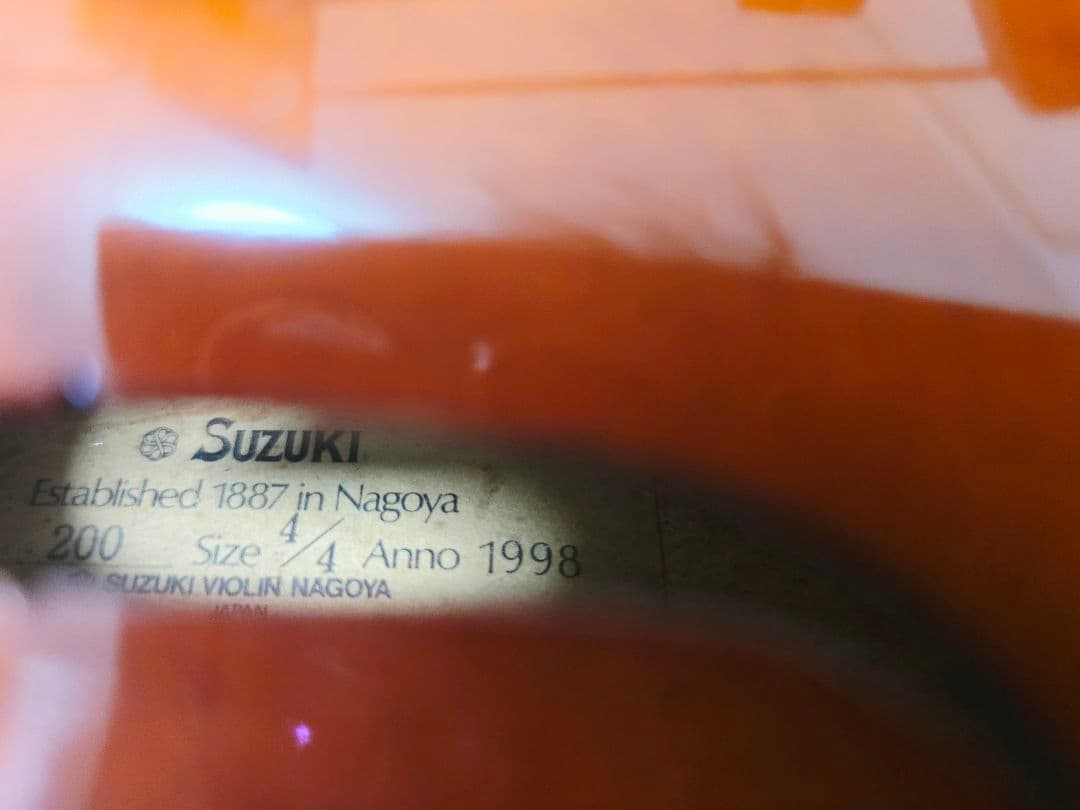 SUZUKI
Established 1887 in Nagoya
200 Size 4/4 Anno 1998
SUZUKI VIOLIN NAGOYA
JAPAN